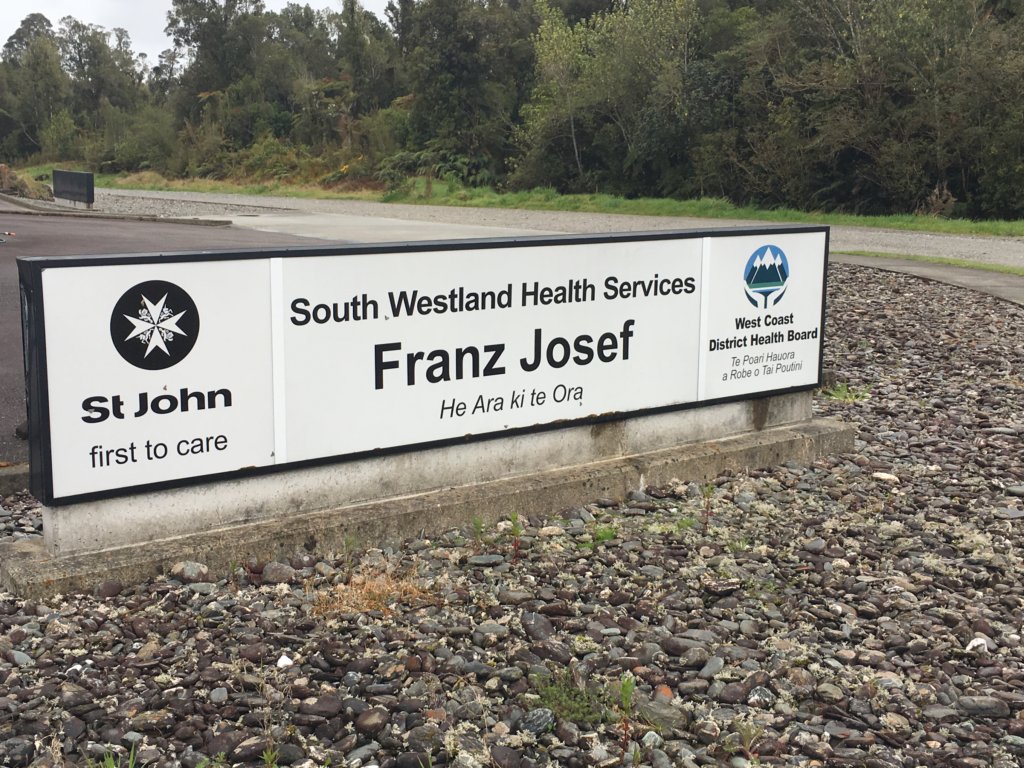 St John
first to care
South Westland Health Services
Franz Josef
He Ara ki te Ora
West Coast
District Health Board
Te Poari Hauora
a Robe o Tai Poutini